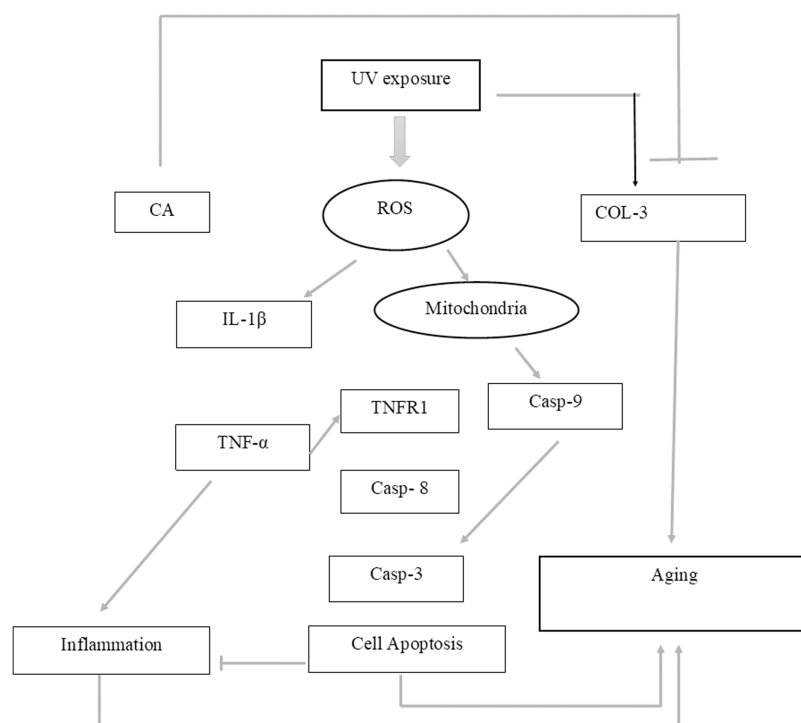 UV exposure
CA
ROS
COL-3
IL-1β
Mitochondria
TNFR1
Casp-9
TNF-α
Casp- 8
Casp-3
Aging
Inflammation
Cell Apoptosis